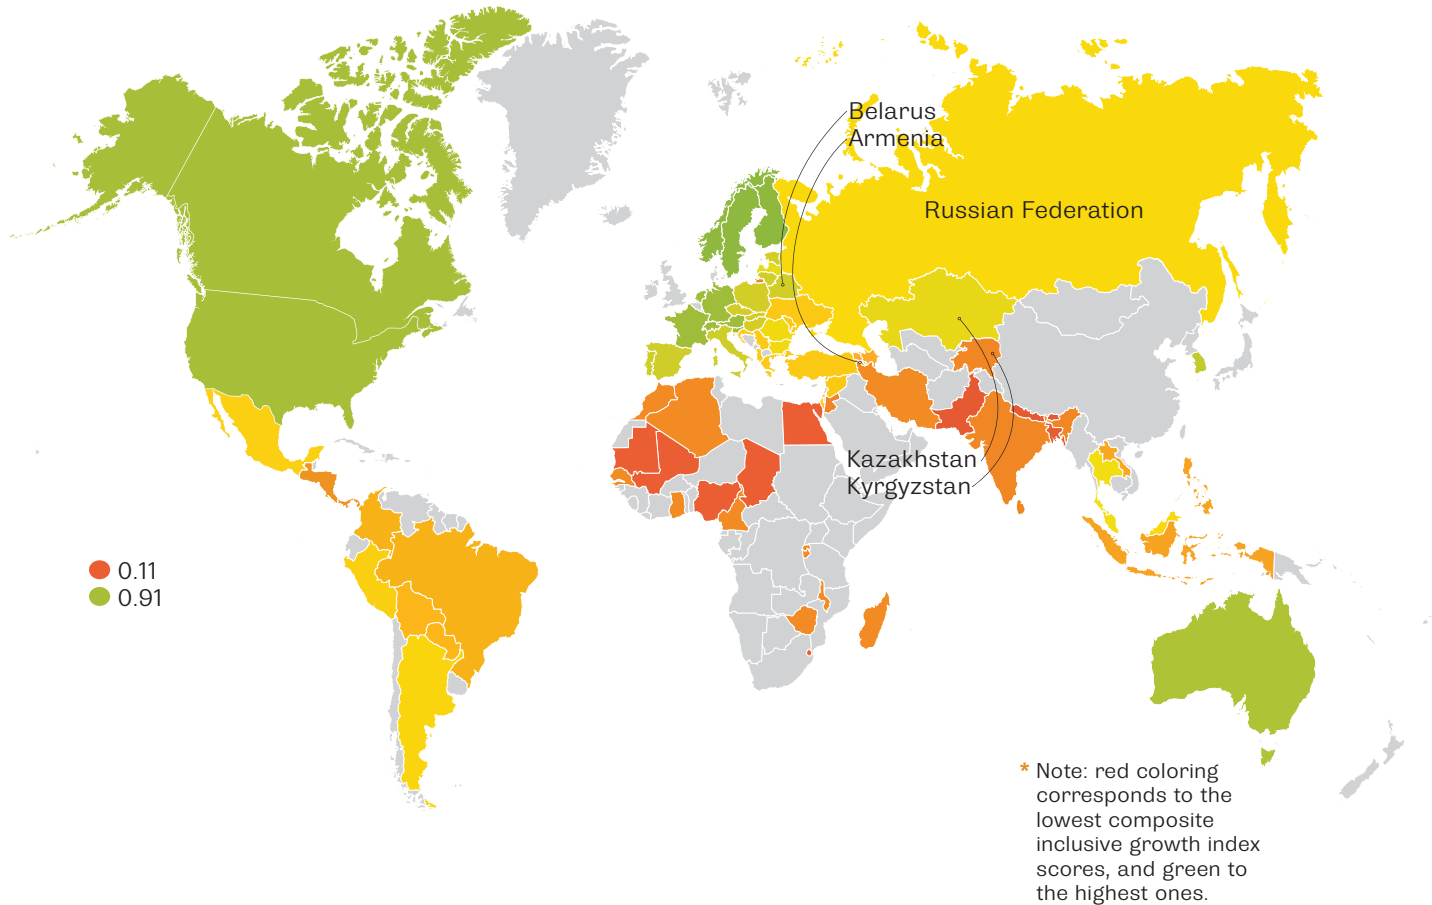 Belarus
Armenia
Russian Federation
Kazakhstan
Kyrgyzstan
0.11
0.91
* Note: red coloring
corresponds to the
lowest composite
inclusive growth index
scores, and green to
the highest ones.